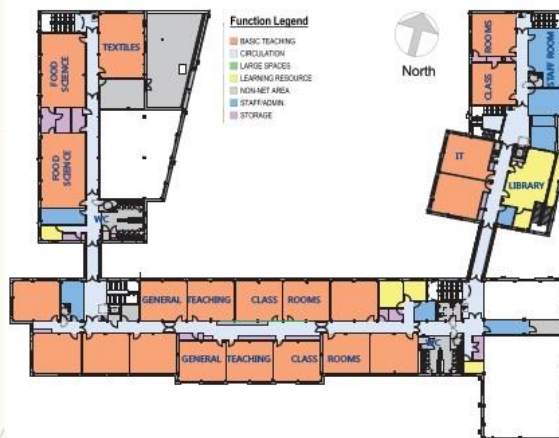 Function Legend
BASIC TEACHING
CIRCULATION
LARGE SPACES
LEARNING RESOURCE
NON-NET AREA
STAFF/ADMIN
STORAGE
North
FOOD
SCIENCE
TEXTILES
FOOD
SCIENCE
WC
ROOMS
CLASS
STAFF ROOM
IT
LIBRARY
GENERAL TEACHING CLASS ROOMS
GENERAL TEACHING CLASS ROOMS
WC